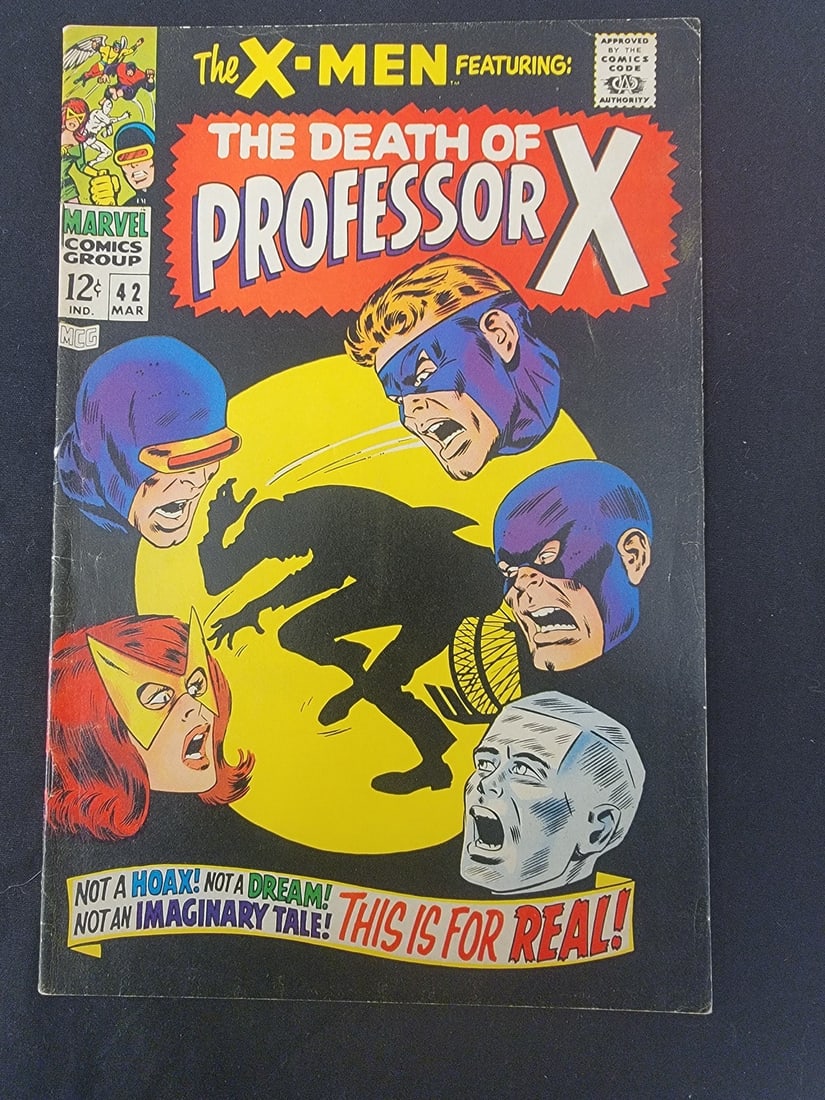 The X-MEN FEATURING:
APPROVED
BY THE
COMICS
CODE
CA
AUTHORITY
THE DEATH OF
PROFESSOR X
MARVEL
COMICS
GROUP
12¢
IND.
42
MAR
MCG
NOT A HOAX! NOT A DREAM!
NOT AN IMAGINARY TALE! THIS IS FOR REAL!